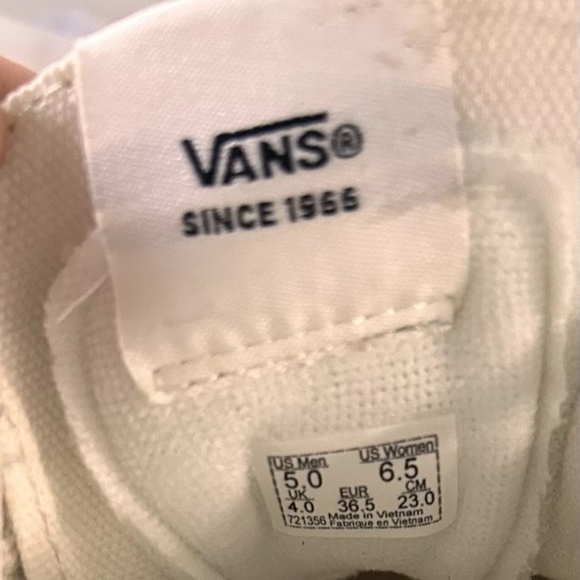 VANS®
SINCE 1966
US Men US Women
5.0 6.5
UK EUR CM
4.0 36.5 23.0
721356 Made in Vietnam
Fabriqué en Vietnam